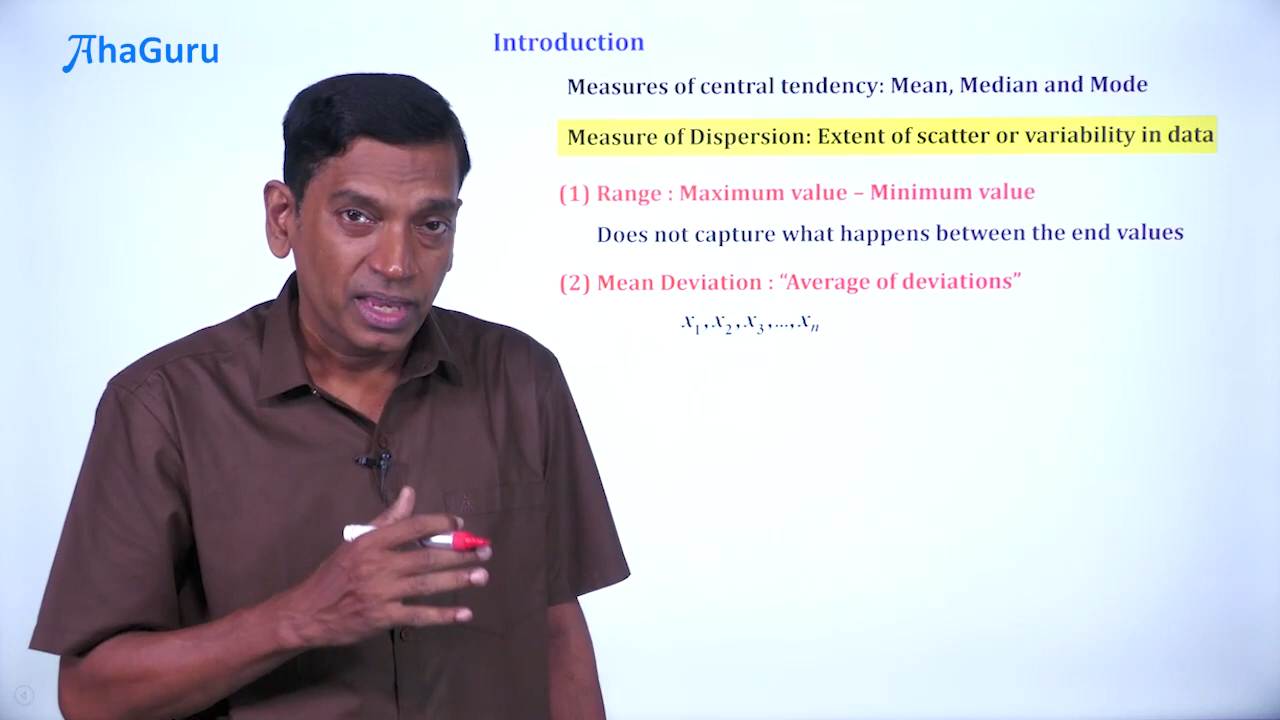 AhaGuru
Introduction
Measures of central tendency: Mean, Median and Mode
Measure of Dispersion: Extent of scatter or variability in data
(1) Range : Maximum value – Minimum value
Does not capture what happens between the end values
(2) Mean Deviation : “Average of deviations”
x₁, x₂, x₃, ..., xₙ